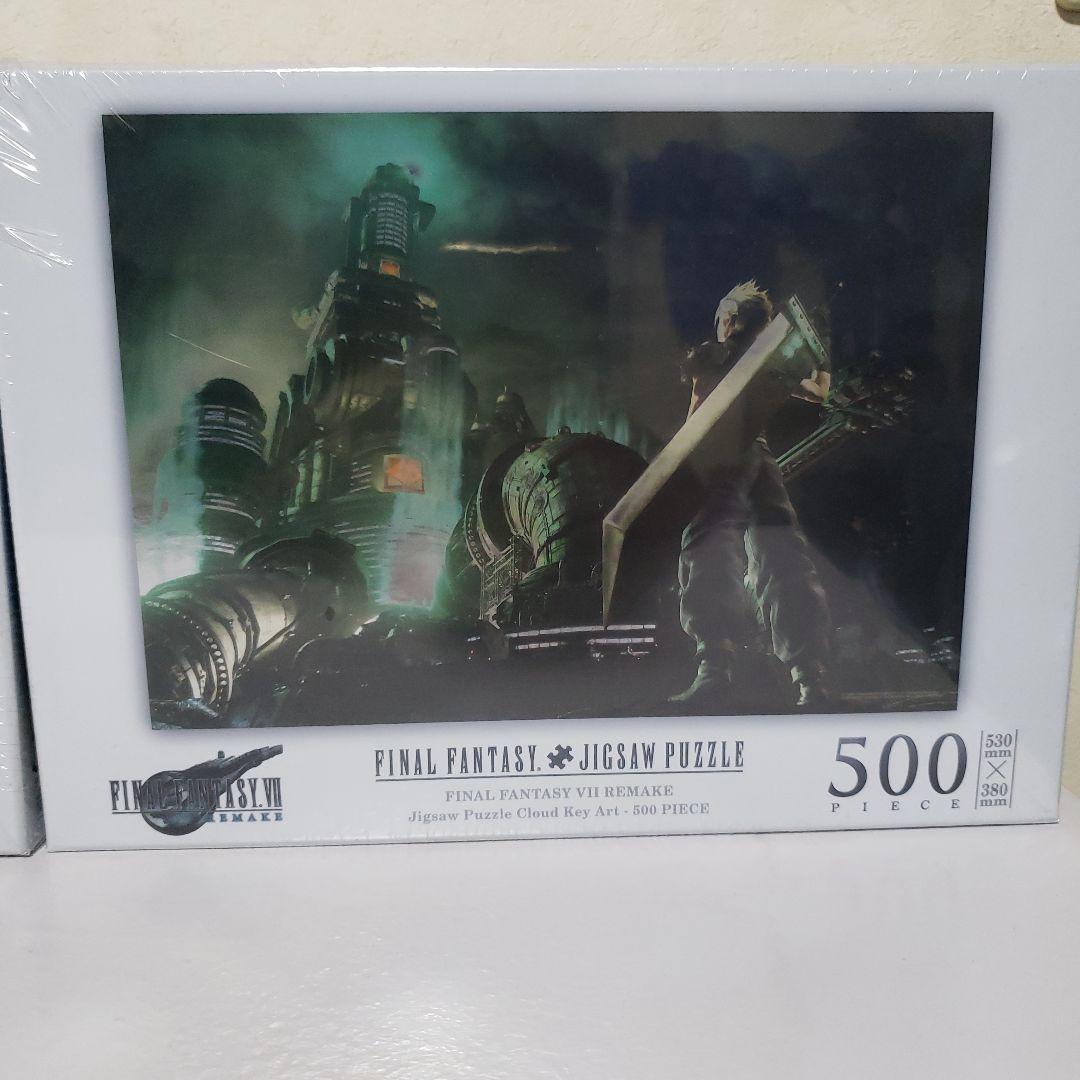 FINAL FANTASY. VII
REMAKE
FINAL FANTASY. JIGSAW PUZZLE
FINAL FANTASY VII REMAKE
Jigsaw Puzzle Cloud Key Art - 500 PIECE
500
PIECE
530
mm
×
380
mm